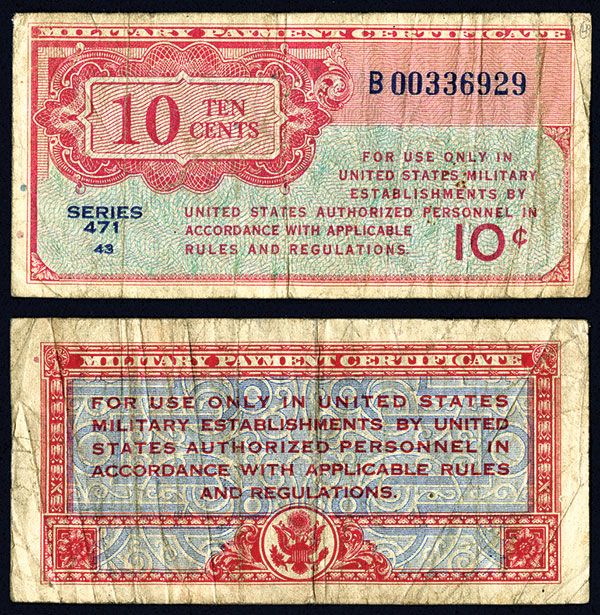 MILITARY PAYMENT CERTIFICATE
B00336929
10 TEN
CENTS
FOR USE ONLY IN
UNITED STATES MILITARY
ESTABLISHMENTS BY
UNITED STATES AUTHORIZED PERSONNEL IN
ACCORDANCE WITH APPLICABLE
RULES AND REGULATIONS.
10¢
SERIES
471
43
MILITARY PAYMENT CERTIFICATE
FOR USE ONLY IN UNITED STATES
MILITARY ESTABLISHMENTS BY UNITED
STATES AUTHORIZED PERSONNEL IN
ACCORDANCE WITH APPLICABLE RULES
AND REGULATIONS.